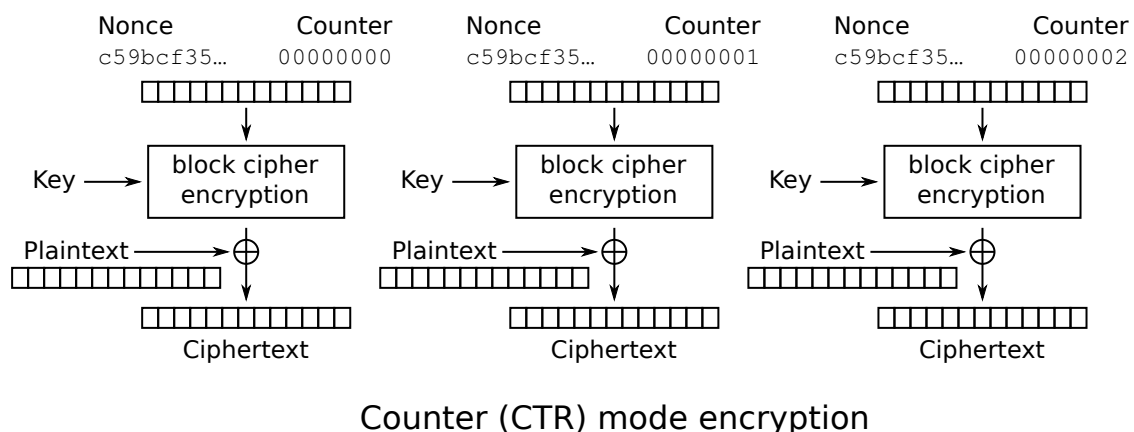 Nonce Counter Nonce Counter Nonce Counter
c59bcf35… 00000000 c59bcf35… 00000001 c59bcf35… 00000002
block cipher block cipher block cipher
Key encryption Key encryption Key encryption
Plaintext Plaintext Plaintext
Ciphertext Ciphertext Ciphertext
Counter (CTR) mode encryption